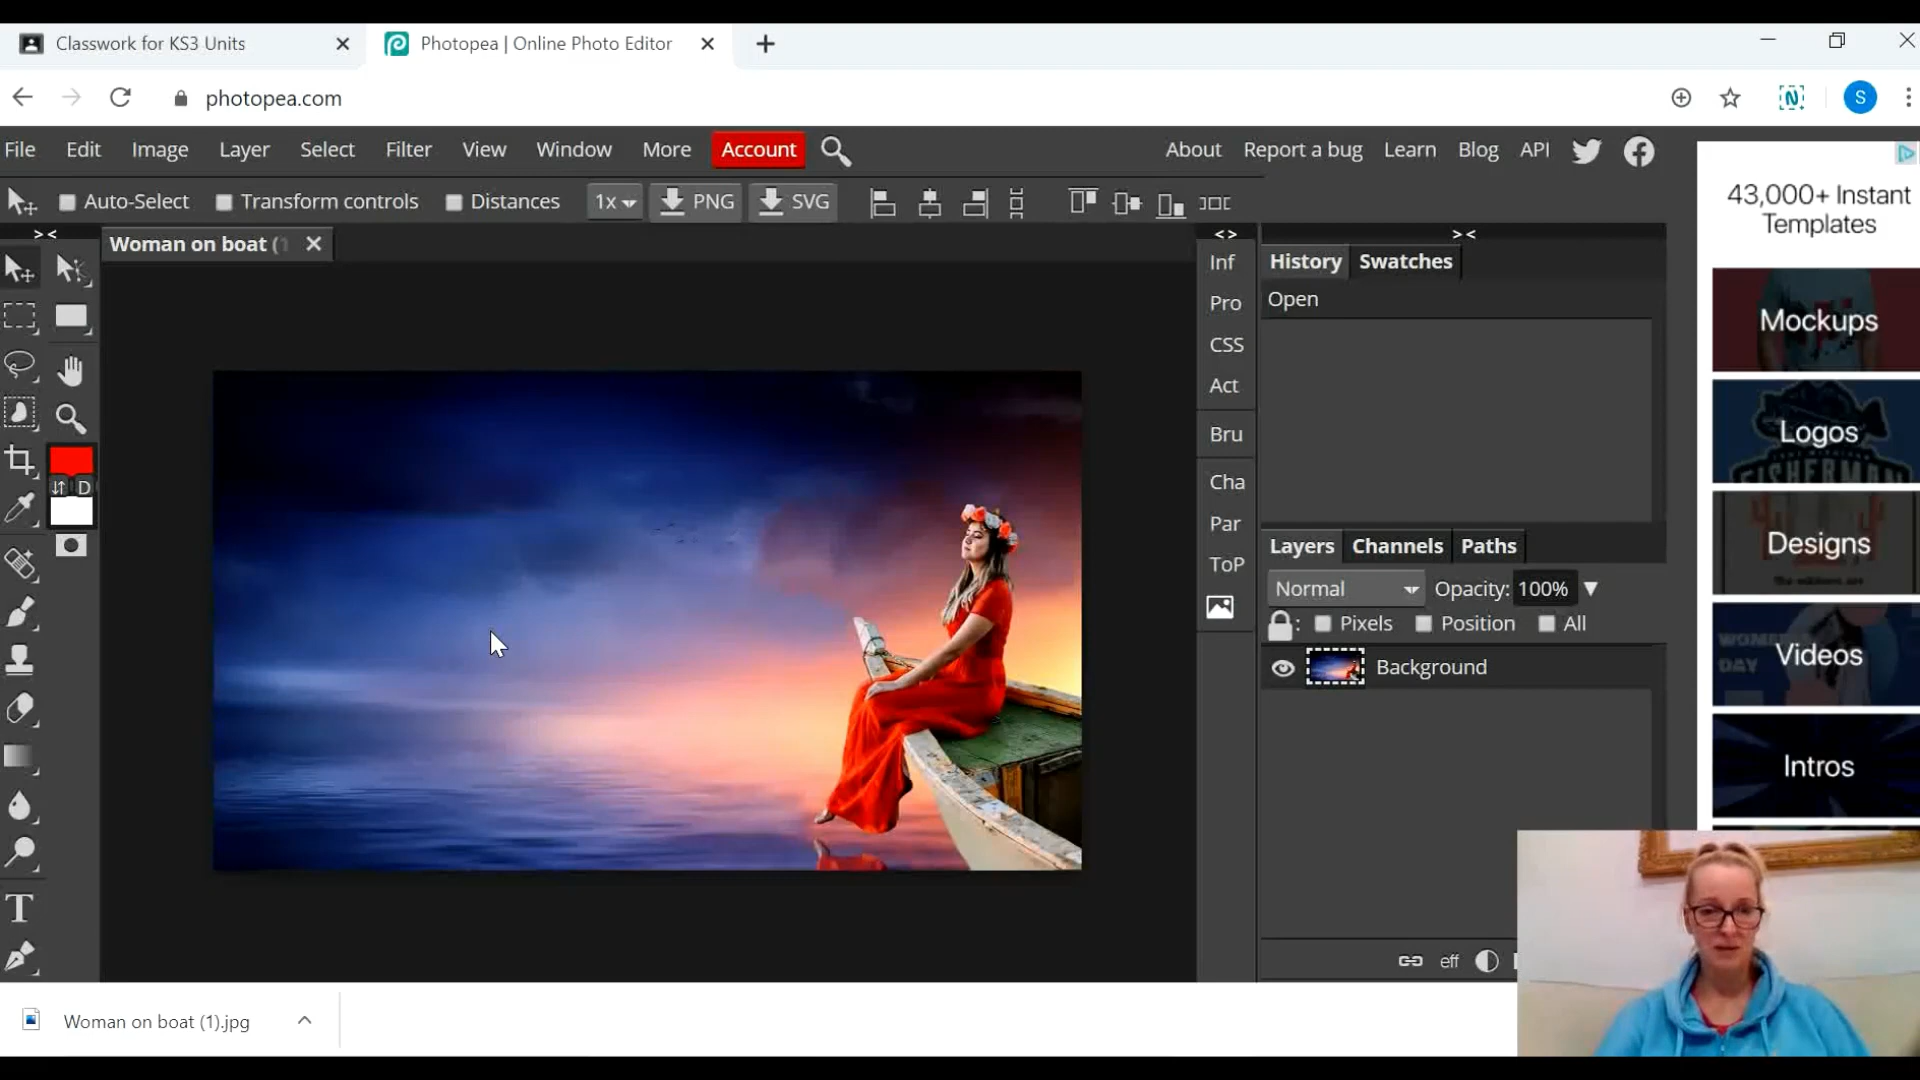 Classwork for KS3 Units
Photopea | Online Photo Editor
photopea.com
S
File Edit Image Layer Select Filter View Window More Account
About Report a bug Learn Blog API
Auto-Select Transform controls Distances 1x PNG SVG
> <
Woman on boat (1
< >
> <
Inf
Pro
CSS
Act
Bru
Cha
Par
ToP
History Swatches
Open
Layers Channels Paths
Normal Opacity: 100%
: Pixels Position All
Background
eff
D
T
43,000+ Instant
Templates
Mockups
Logos
FISHERMAN
Designs
Videos
DAY
Intros
Woman on boat (1).jpg